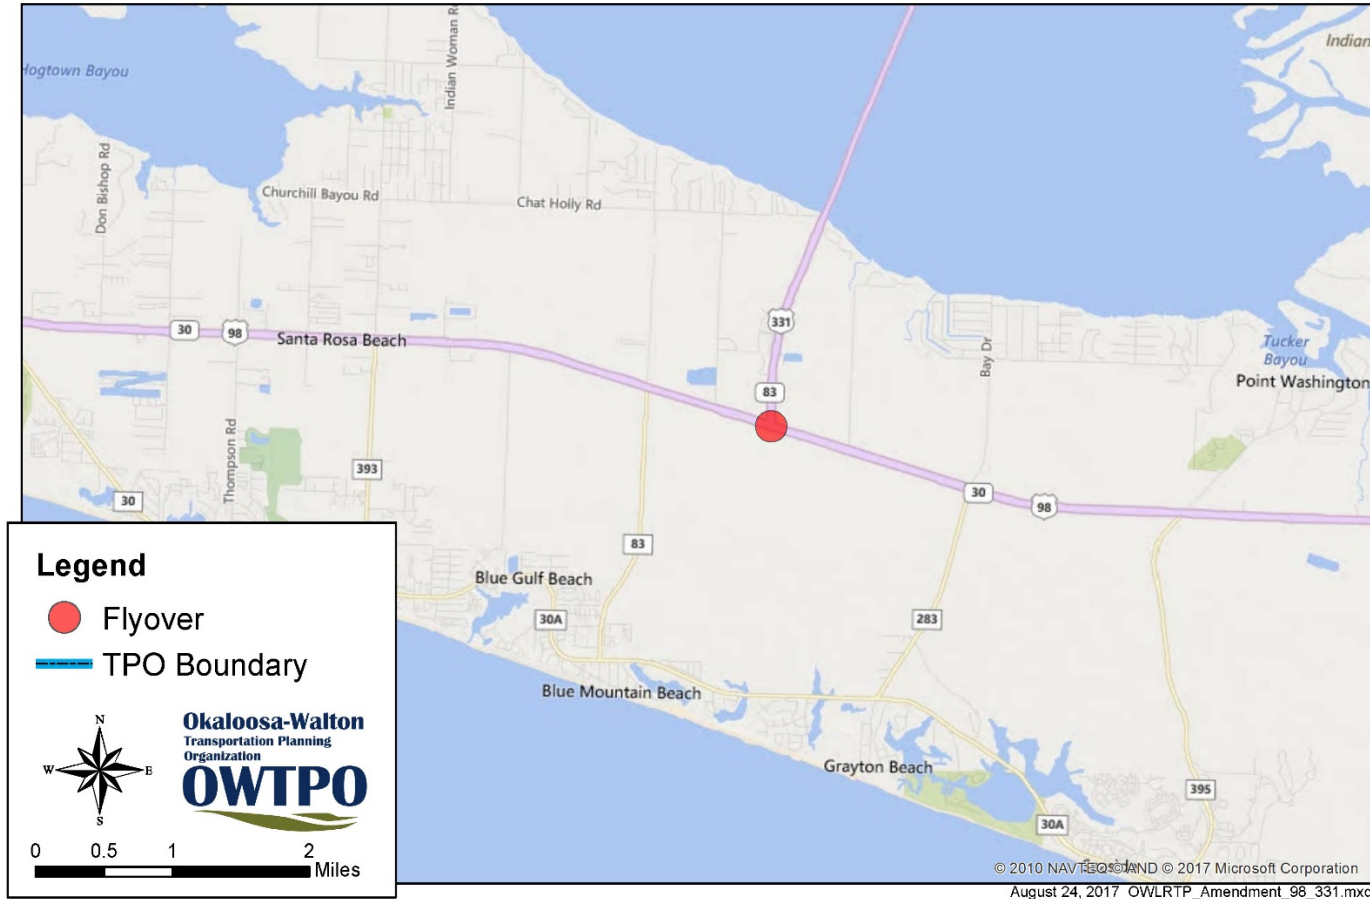 Indian
Hogtown Bayou
Indian Woman R
Don Bishop Rd
Churchill Bayou Rd
Chat Holly Rd
331
30
98
Santa Rosa Beach
Bay Dr
Tucker
Bayou
Point Washington
83
Thompson Rd
393
30
30
98
83
Blue Gulf Beach
30A
283
Blue Mountain Beach
Grayton Beach
395
30A
Legend
Flyover
TPO Boundary
N
W
E
S
Okaloosa-Walton
Transportation Planning
Organization
OWTPO
0 0.5 1 2
Miles
© 2010 NAVTEQ © AND © 2017 Microsoft Corporation
August 24, 2017 OWLRTP_Amendment_98_331.mxd